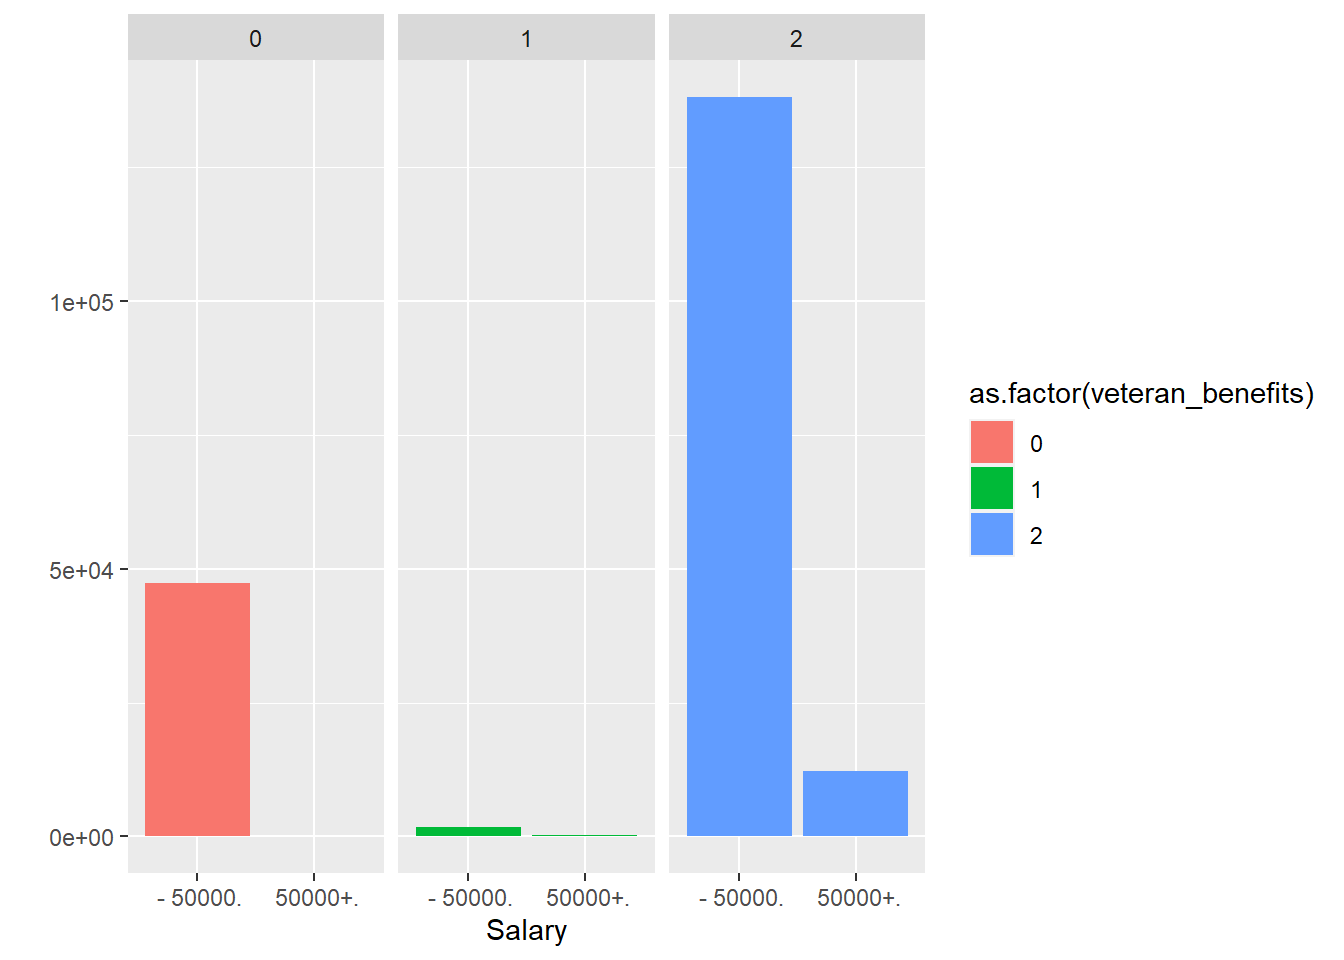 0 1 2
1e+05
5e+04
0e+00
- 50000. 50000+. - 50000. 50000+. - 50000. 50000+.
Salary
as.factor(veteran_benefits)
0
1
2